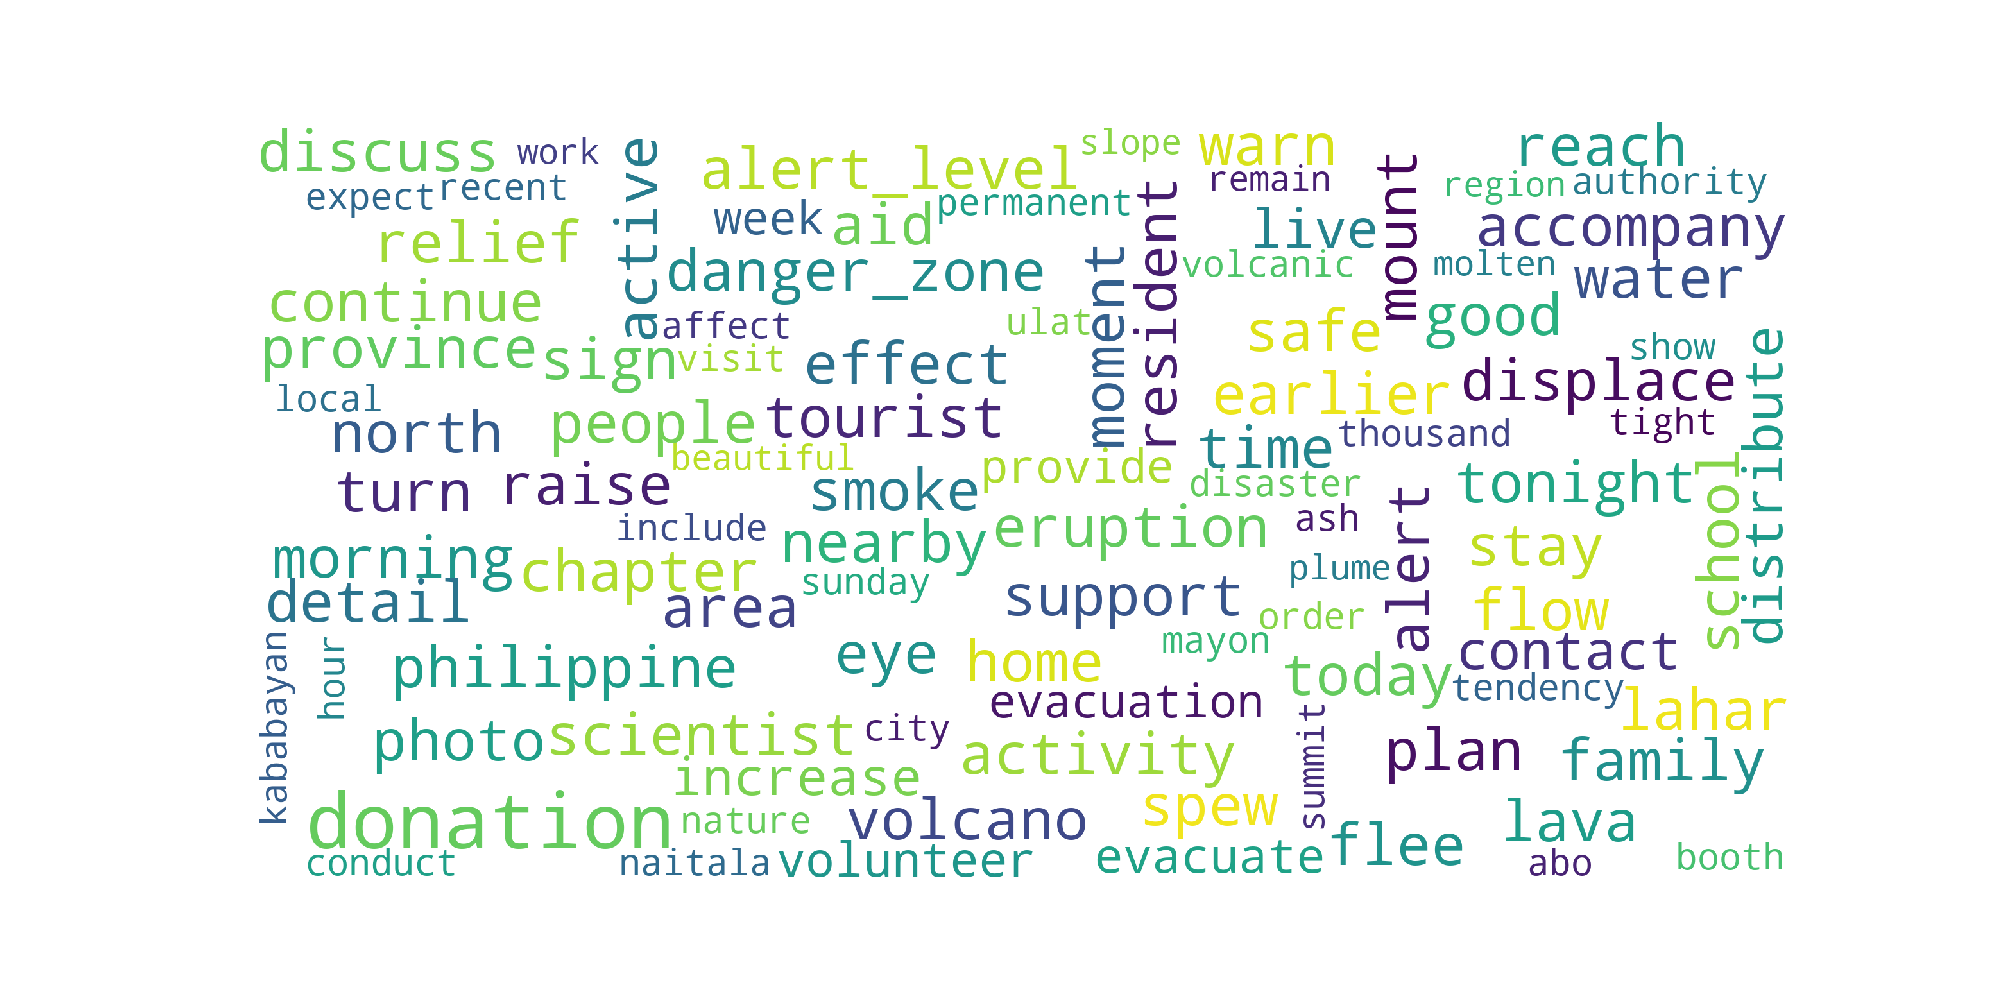 discuss
work
active
alert_level
slope
warn
mount
reach
expect
recent
week
aid
permanent
resident
remain
region
authority
relief
danger_zone
moment
live
volcanic
molten
accompany
water
continue
affect
ulat
safe
good
show
distribute
province
sign
visit
effect
earlier
displace
local
north
people
tourist
time
thousand
tight
beautiful
provide
turn
raise
smoke
disaster
alert
tonight
school
include
nearby
eruption
ash
stay
morning
chapter
sunday
plume
detail
area
support
order
flow
kababayan
hour
philippine
eye
home
mayon
today
contact
evacuation
tendency
lahar
photo
scientist
city
activity
summit
plan
family
increase
donation
nature
volcano
spew
flee
lava
conduct
naitala
volunteer
evacuate
abo
booth